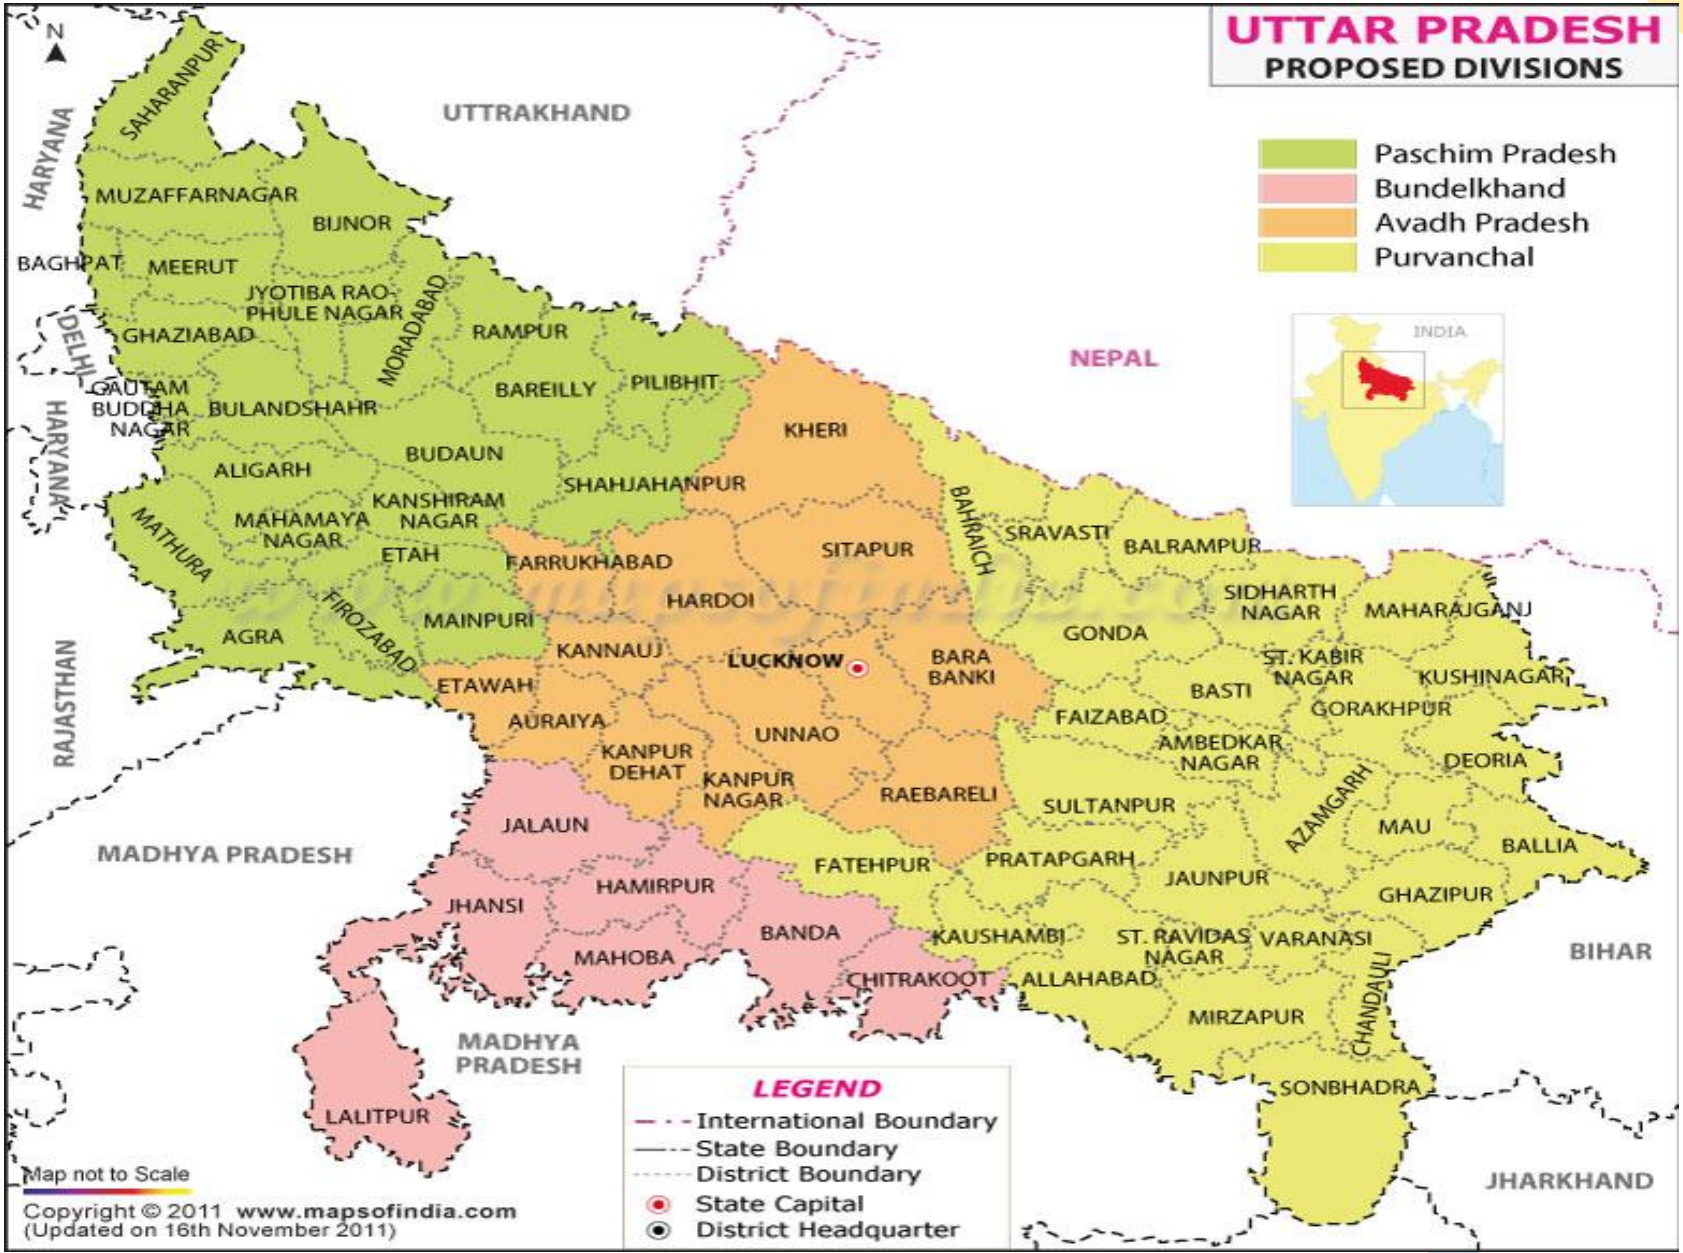 N
UTTAR PRADESH
PROPOSED DIVISIONS
Paschim Pradesh
Bundelkhand
Avadh Pradesh
Purvanchal
INDIA
UTTRAKHAND
NEPAL
HARYANA
DELHI
HARYANA
RAJASTHAN
MADHYA PRADESH
MADHYA
PRADESH
BIHAR
JHARKHAND
SAHARANPUR
MUZAFFARNAGAR
BIJNOR
BAGHPAT
MEERUT
JYOTIBA RAO-
PHULE NAGAR
MORADABAD
GHAZIABAD
RAMPUR
GAUTAM
BUDDHA
NAGAR
BULANDSHAHR
BAREILLY
PILIBHIT
BUDAUN
ALIGARH
SHAHJAHANPUR
KANSHIRAM
NAGAR
MAHAMAYA
NAGAR
MATHURA
ETAH
FIROZABAD
MAINPURI
AGRA
KHERI
FARRUKHABAD
SITAPUR
HARDOI
KANNAUJ
LUCKNOW
BARA
BANKI
ETAWAH
AURAIYA
UNNAO
KANPUR
DEHAT
KANPUR
NAGAR
RAEBARELI
BAHRAICH
SRAVASTI
BALRAMPUR
SIDHARTH
NAGAR
MAHARAJGANJ
GONDA
ST. KABIR
NAGAR
BASTI
KUSHINAGAR
GORAKHPUR
FAIZABAD
AMBEDKAR
NAGAR
DEORIA
SULTANPUR
AZAMGARH
MAU
BALLIA
FATEHPUR
PRATAPGARH
JAUNPUR
GHAZIPUR
KAUSHAMBI
ST. RAVIDAS
NAGAR
VARANASI
ALLAHABAD
CHANDAULI
MIRZAPUR
SONBHADRA
JALAUN
HAMIRPUR
JHANSI
BANDA
MAHOBA
CHITRAKOOT
LALITPUR
www.mapsofindia.com
LEGEND
International Boundary
State Boundary
District Boundary
State Capital
District Headquarter
Map not to Scale
Copyright © 2011 www.mapsofindia.com
(Updated on 16th November 2011)